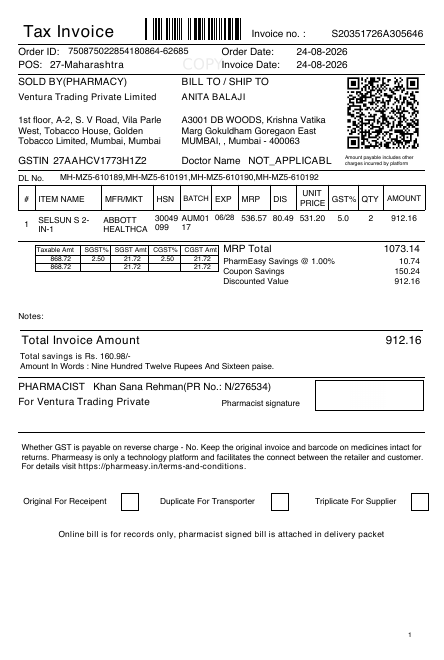 Tax Invoice
Invoice no. : S20351726A305646
Order ID: 750875022854180864-62685 Order Date: 24-08-2026
POS: 27-Maharashtra COPY Invoice Date: 22-08-2026
SOLD BY(PHARMACY) BILL TO / SHIP TO
Ventura Trading Private Limited ANITA BALAJI
1st floor, A-2, S. V Road, Vila Parle A3001 DB WOODS, Krishna Vatika
West, Tobacco House, Golden Marg Gokuldham Goregaon East
Tobacco Limited, Mumbai, Mumbai MUMBAI, , Mumbai - 400063
Amount payable includes other
charges incurred by platform
GSTIN 27AAHCV1773H1Z2 Doctor Name NOT_APPLICABL
DL No. MH-MZ5-610189,MH-MZ5-610191,MH-MZ5-610190,MH-MZ5-610192
# ITEM NAME MFR/MKT HSN BATCH EXP MRP DIS UNIT PRICE GST% QTY AMOUNT
1 SELSUN S 2- ABBOTT 30049 AUM01 06/28 536.57 80.49 531.20 5.0 2 912.16
IN-1 HEALTHCA 099 17
Taxable Amt SGST% SGST Amt CGST% CGST Amt
868.72 2.50 21.72 2.50 21.72
868.72 21.72 21.72
MRP Total 1073.14
PharmEasy Savings @ 1.00% 10.74
Coupon Savings 150.24
Discounted Value 912.16
Notes:
Total Invoice Amount 912.16
Total savings is Rs. 160.98/-
Amount In Words : Nine Hundred Twelve Rupees And Sixteen paise.
PHARMACIST Khan Sana Rehman(PR No.: N/276534)
For Ventura Trading Private Pharmacist signature
Whether GST is payable on reverse charge - No. Keep the original invoice and barcode on medicines intact for
returns. Pharmeasy is only a technology platform and facilitates the connect between the retailer and customer.
For details visit https://pharmeasy.in/terms-and-conditions.
Original For Receipent Duplicate For Transporter Triplicate For Supplier
Online bill is for records only, pharmacist signed bill is attached in delivery packet
1